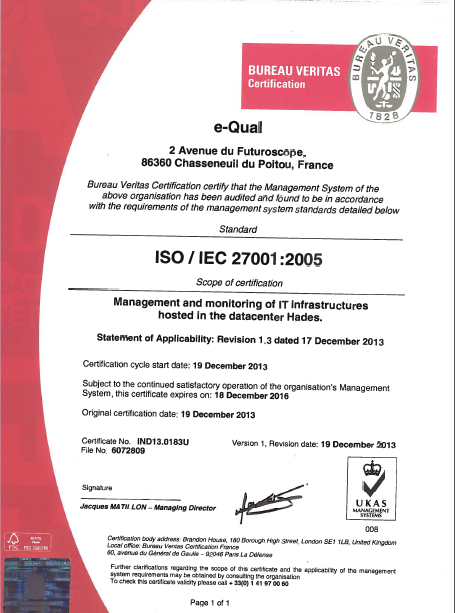 BUREAU VERITAS
Certification
BUREAU VERITAS
1828
e-Qual
2 Avenue du Futuroscope,
86360 Chasseneuil du Poitou, France
Bureau Veritas Certification certify that the Management System of the
above organisation has been audited and found to be in accordance
with the requirements of the management system standards detailed below
Standard
ISO / IEC 27001:2005
Scope of certification
Management and monitoring of IT infrastructures
hosted in the datacenter Hades.
Statement of Applicability: Revision 1.3 dated 17 December 2013
Certification cycle start date: 19 December 2013
Subject to the continued satisfactory operation of the organisation's Management
System, this certificate expires on: 18 December 2016
Original certification date: 19 December 2013
Certificate No. IND13.0183U
Version 1, Revision date: 19 December 2013
File No. 6072809
Signature
Jacques MATILLON – Managing Director
UKAS
MANAGEMENT
SYSTEMS
008
Certification body address: Brandon House, 180 Borough High Street, London SE1 1LB, United Kingdom
Local office: Bureau Veritas Certification France
60, avenue du Général de Gaulle – 92046 Paris La Défense
Further clarifications regarding the scope of this certificate and the applicability of the management
system requirements may be obtained by consulting the organisation
To check this certificate validity please call + 33(0) 1 41 97 00 60
Page 1 of 1
FSC